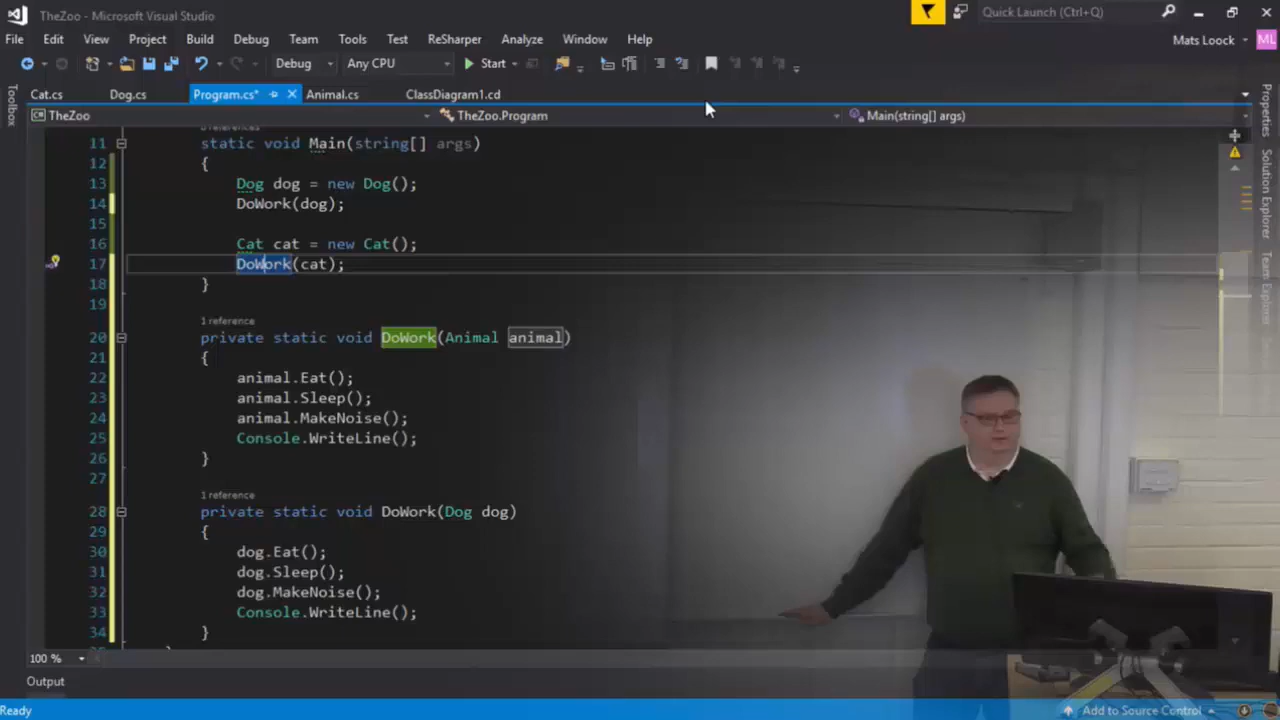 TheZoo - Microsoft Visual Studio
Quick Launch (Ctrl+Q)
File Edit View Project Build Debug Team Tools Test ReSharper Analyze Window Help
Mats Loock ML
Debug Any CPU Start
Cat.cs Dog.cs Program.cs* Animal.cs ClassDiagram1.cd
TheZoo TheZoo.Program Main(string[] args)
Toolbox
Properties
Solution Explorer
Team Explorer
11 static void Main(string[] args)
12 {
13 Dog dog = new Dog();
14 DoWork(dog);
15
16 Cat cat = new Cat();
17 DoWork(cat);
18 }
19
1 reference
20 private static void DoWork(Animal animal)
21 {
22 animal.Eat();
23 animal.Sleep();
24 animal.MakeNoise();
25 Console.WriteLine();
26 }
27
1 reference
28 private static void DoWork(Dog dog)
29 {
30 dog.Eat();
31 dog.Sleep();
32 dog.MakeNoise();
33 Console.WriteLine();
34 }
100 %
Output
Ready
Add to Source Control